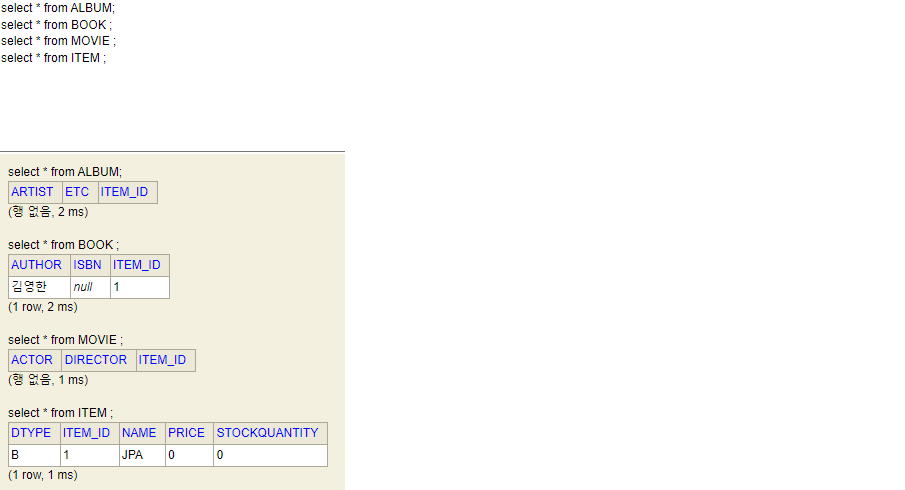 select * from ALBUM;
select * from BOOK ;
select * from MOVIE ;
select * from ITEM ;
select * from ALBUM;
ARTIST ETC ITEM_ID
(행 없음, 2 ms)
select * from BOOK ;
AUTHOR ISBN ITEM_ID
김영한 null 1
(1 row, 2 ms)
select * from MOVIE ;
ACTOR DIRECTOR ITEM_ID
(행 없음, 1 ms)
select * from ITEM ;
DTYPE ITEM_ID NAME PRICE STOCKQUANTITY
B 1 JPA 0 0
(1 row, 1 ms)